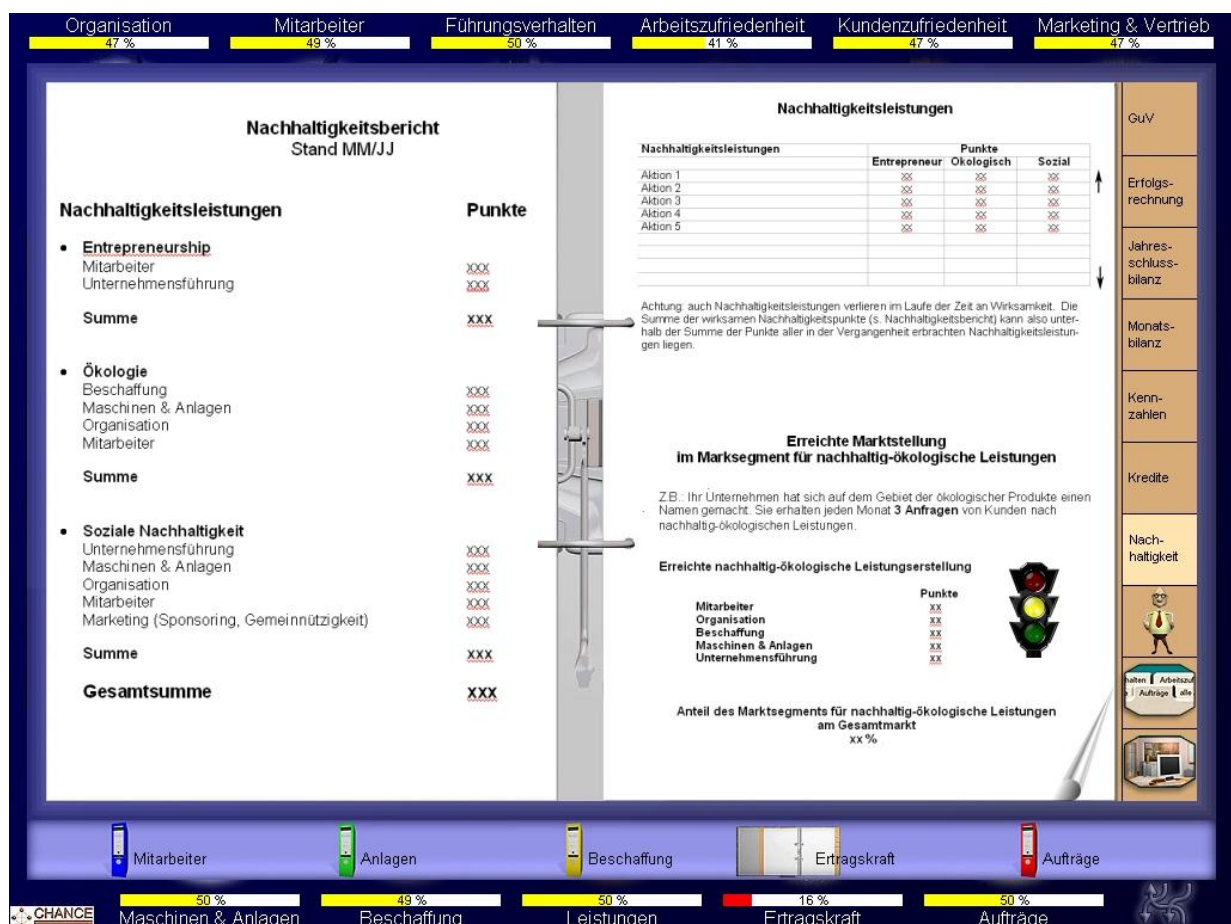 Organisation
47 %
Mitarbeiter
49 %
Führungsverhalten
50 %
Arbeitszufriedenheit
41 %
Kundenzufriedenheit
47 %
Marketing & Vertrieb
47 %
Nachhaltigkeitsbericht
Stand MM/JJ
Nachhaltigkeitsleistungen Punkte
• Entrepreneurship
Mitarbeiter xxx
Unternehmensführung xxx
Summe xxx
• Ökologie
Beschaffung xxx
Maschinen & Anlagen xxx
Organisation xxx
Mitarbeiter xxx
Summe xxx
• Soziale Nachhaltigkeit
Unternehmensführung xxx
Maschinen & Anlagen xxx
Organisation xxx
Mitarbeiter xxx
Marketing (Sponsoring, Gemeinnützigkeit) xxx
Summe xxx
Gesamtsumme xxx
Nachhaltigkeitsleistungen
Nachhaltigkeitsleistungen Punkte
Entrepreneur Ökologisch Sozial
Aktion 1 xx xx xx
Aktion 2 xx xx xx
Aktion 3 xx xx xx
Aktion 4 xx xx xx
Aktion 5 xx xx xx
Achtung: auch Nachhaltigkeitsleistungen verlieren im Laufe der Zeit an Wirksamkeit. Die
Summe der wirksamen Nachhaltigkeitspunkte (s. Nachhaltigkeitsbericht) kann also unter-
halb der Summe der Punkte aller in der Vergangenheit erbrachten Nachhaltigkeitsleistun-
gen liegen.
Erreichte Marktstellung
im Marksegment für nachhaltig-ökologische Leistungen
Z.B.: Ihr Unternehmen hat sich auf dem Gebiet der ökologischer Produkte einen
Namen gemacht. Sie erhalten jeden Monat 3 Anfragen von Kunden nach
nachhaltig-ökologischen Leistungen.
Erreichte nachhaltig-ökologische Leistungserstellung
Punkte
Mitarbeiter xx
Organisation xx
Beschaffung xx
Maschinen & Anlagen xx
Unternehmensführung xx
Anteil des Marktsegments für nachhaltig-ökologische Leistungen
am Gesamtmarkt
xx %
GuV
Erfolgs-
rechnung
Jahres-
schluss-
bilanz
Monats-
bilanz
Kenn-
zahlen
Kredite
Nach-
haltigkeit
halten Arbeitszuf
Aufträge alle
Mitarbeiter
Anlagen
Beschaffung
Ertragskraft
Aufträge
CHANCE
50 %
Maschinen & Anlagen
49 %
Beschaffung
50 %
Leistungen
16 %
Ertragskraft
50 %
Aufträge